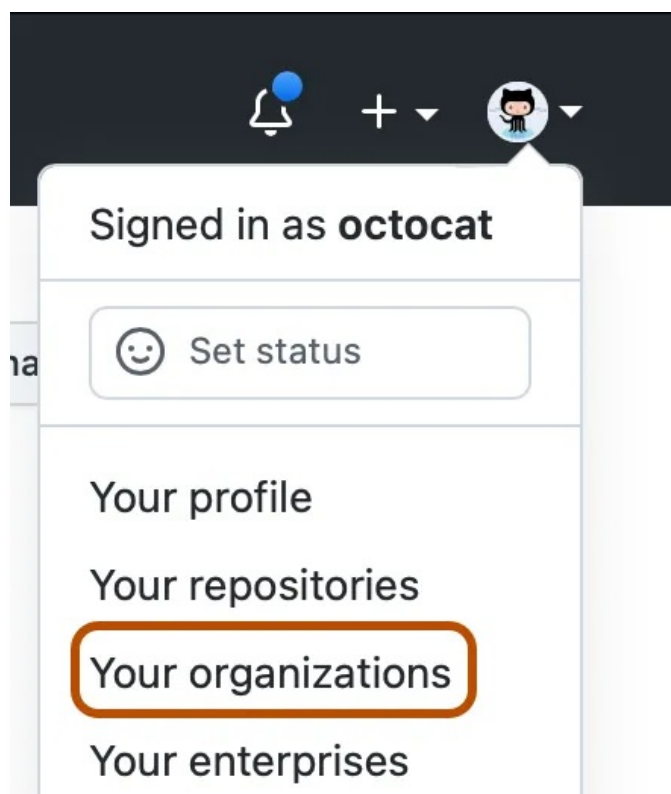 Signed in as octocat
Set status
Your profile
Your repositories
Your organizations
Your enterprises